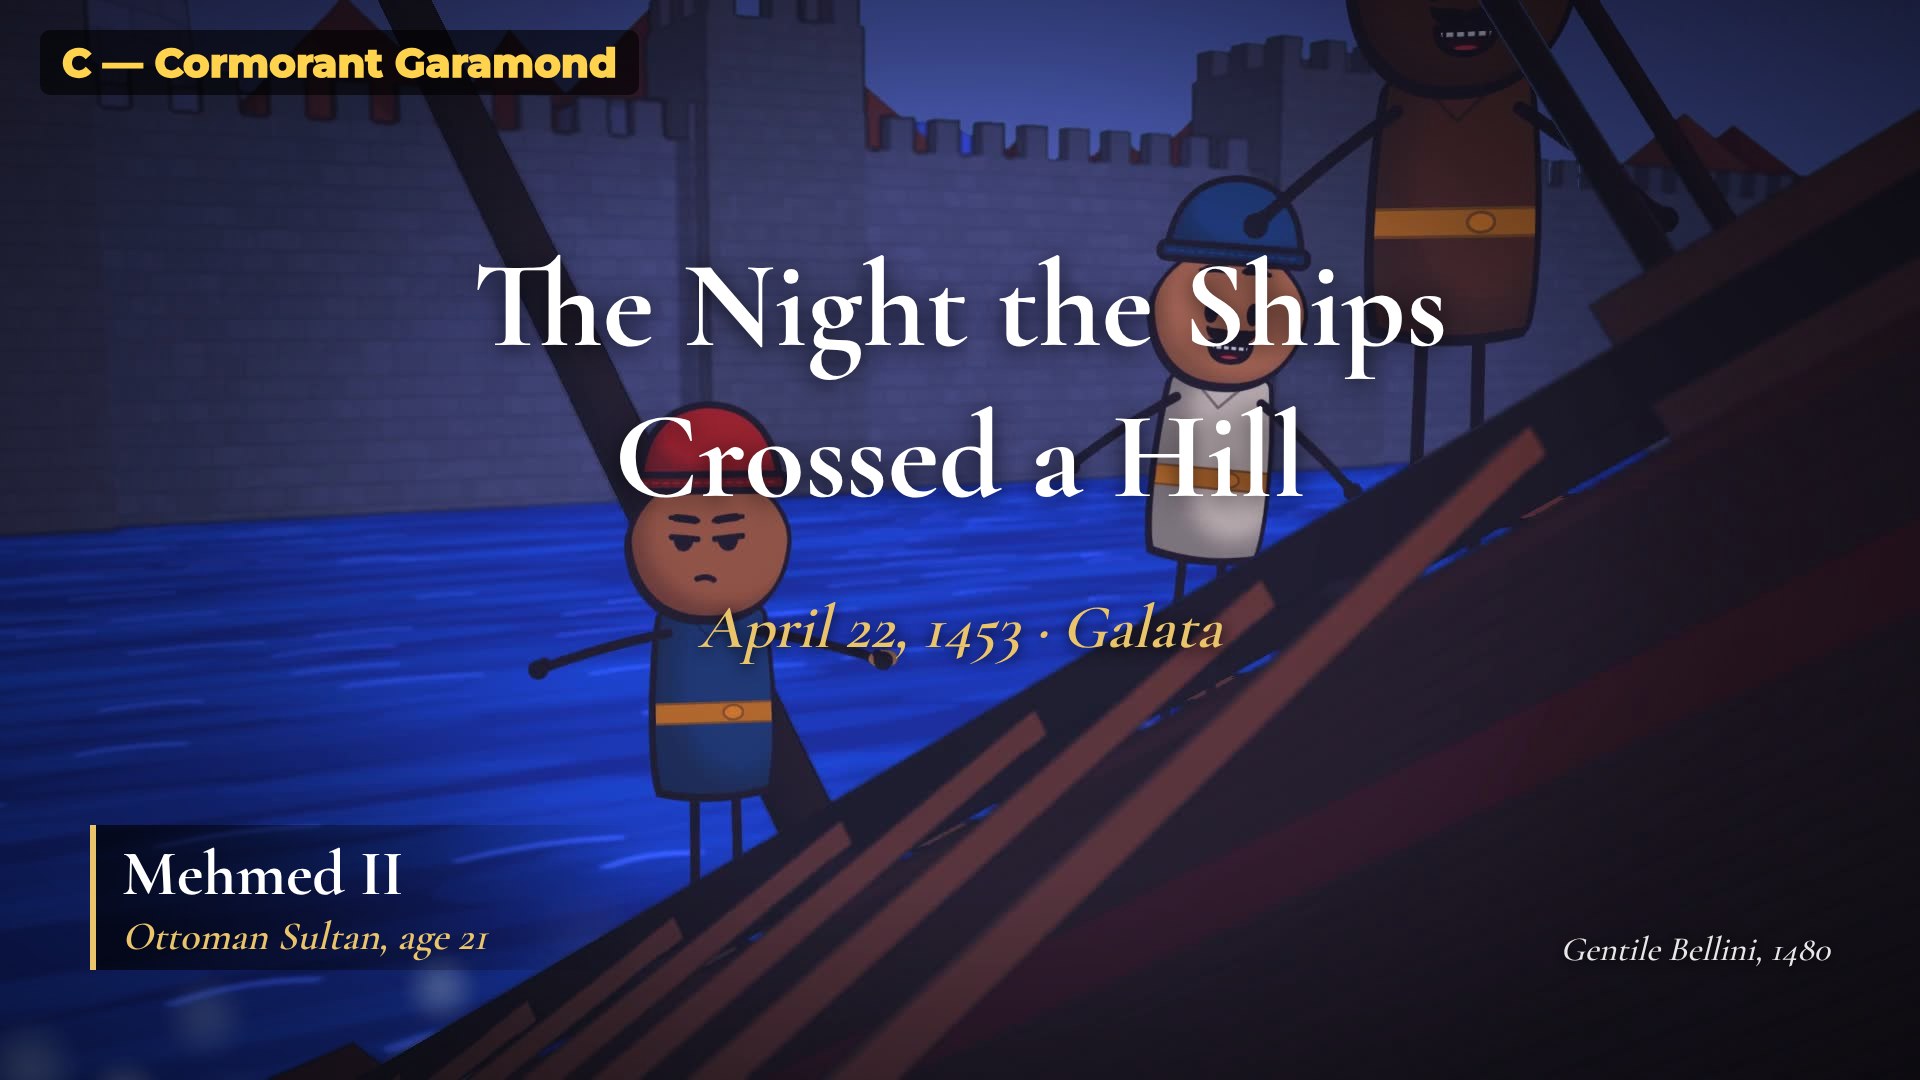 C — Cormorant Garamond
The Night the Ships
Crossed a Hill
April 22, 1453 · Galata
Mehmed II
Ottoman Sultan, age 21
Gentile Bellini, 1480